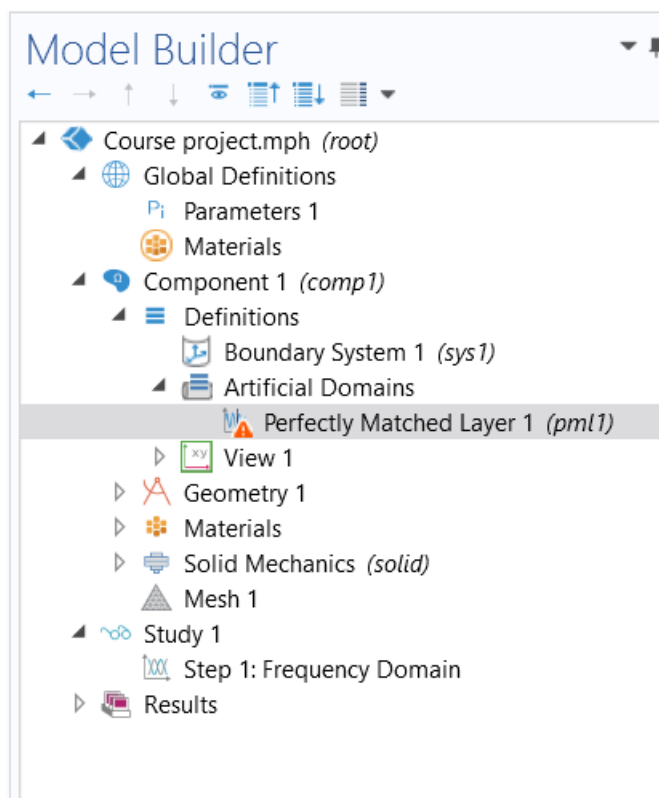 Model Builder
Course project.mph (root)
Global Definitions
Pi Parameters 1
Materials
Component 1 (comp1)
Definitions
Boundary System 1 (sys1)
Artificial Domains
Perfectly Matched Layer 1 (pml1)
xy View 1
Geometry 1
Materials
Solid Mechanics (solid)
Mesh 1
Study 1
Step 1: Frequency Domain
Results